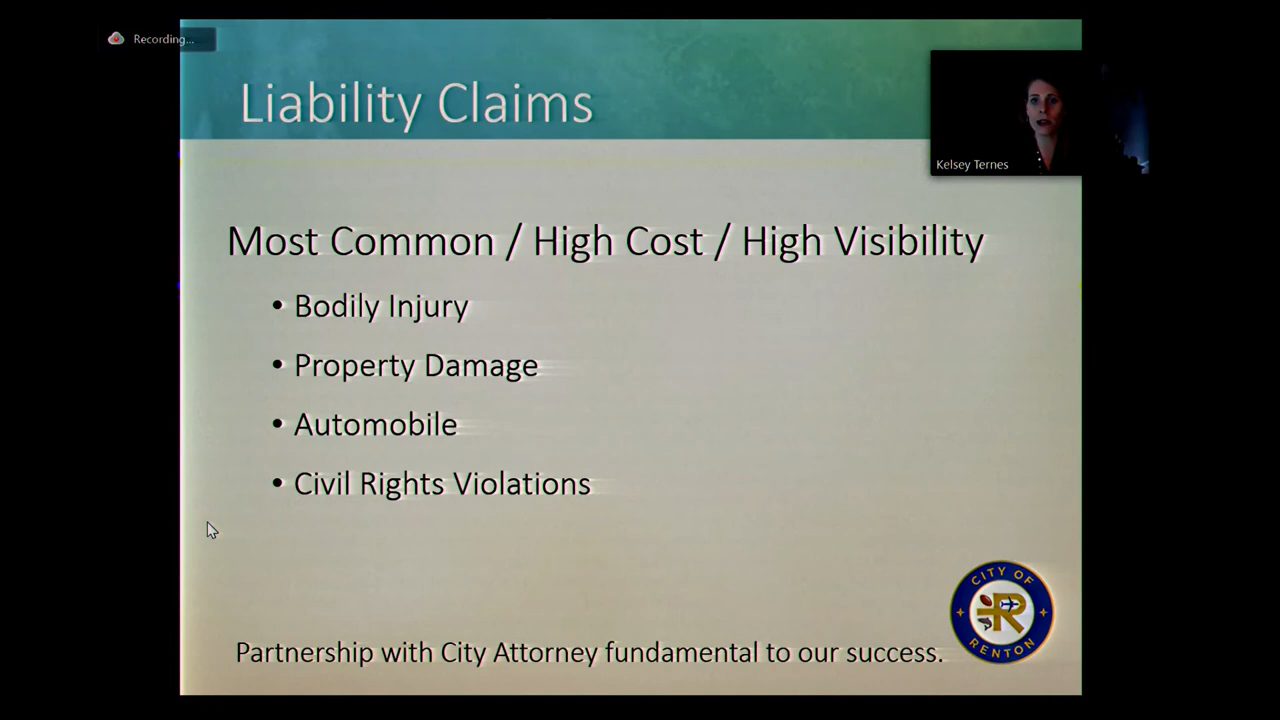 Recording...
Liability Claims
Kelsey Ternes
Most Common / High Cost / High Visibility
• Bodily Injury
• Property Damage
• Automobile
• Civil Rights Violations
CITY OF
R
RENTON
Partnership with City Attorney fundamental to our success.